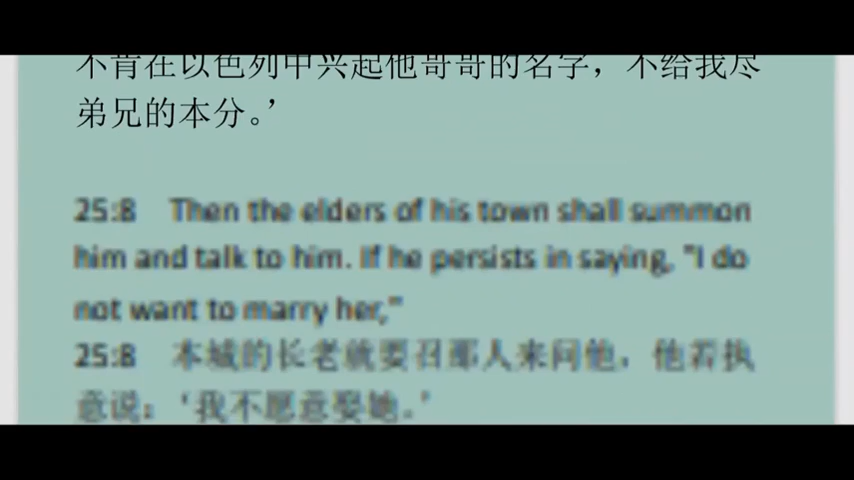 不肯在以色列中兴起他哥哥的名字，不给我尽
弟兄的本分。’
25:8 Then the elders of his town shall summon
him and talk to him. If he persists in saying, "I do
not want to marry her,"
25:8 本城的长老就要召那人来问他，他若执
意说：‘我不愿意娶她。’